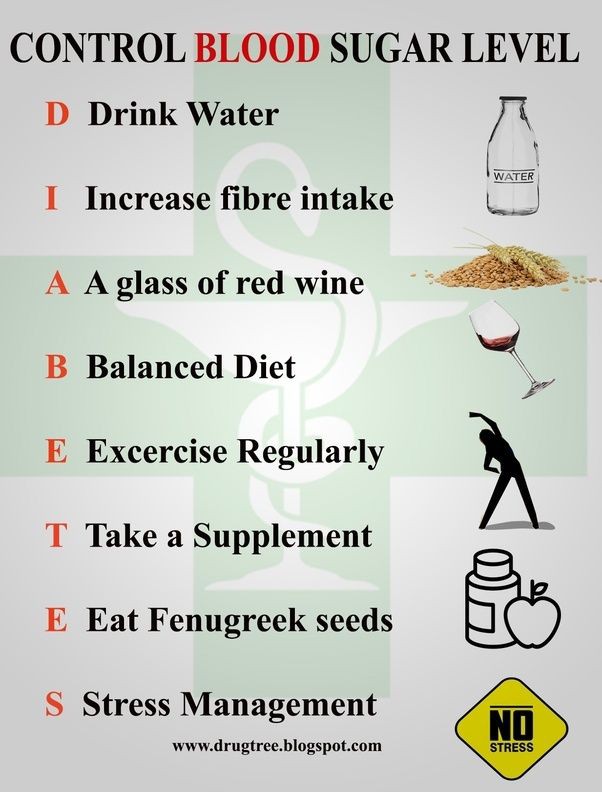 CONTROL BLOOD SUGAR LEVEL
D Drink Water
WATER
I Increase fibre intake
A A glass of red wine
B Balanced Diet
E Excercise Regularly
T Take a Supplement
E Eat Fenugreek seeds
S Stress Management
NO
STRESS
www.drugtree.blogspot.com